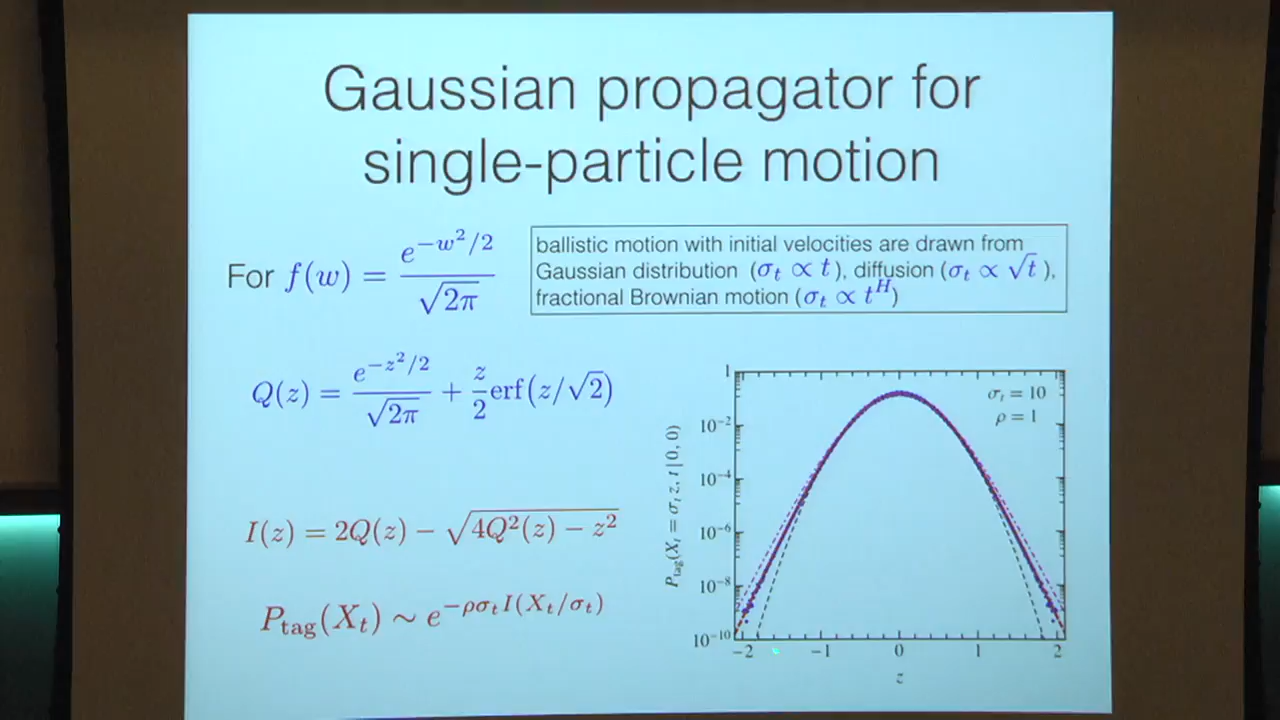 Gaussian propagator for
single-particle motion
For f(w) = e^{-w^2/2} / √(2π)
ballistic motion with initial velocities are drawn from
Gaussian distribution (σ_t ∝ t), diffusion (σ_t ∝ √t),
fractional Brownian motion (σ_t ∝ t^H)
Q(z) = e^{-z^2/2} / √(2π) + z/2 erf(z/√2)
I(z) = 2Q(z) − √(4Q²(z) − z²)
P_tag(X_t) ∼ e^{−ρσ_t I(X_t/σ_t)}
P_tag(X_t = σ_t z, t|0, 0)
σ_t = 10
ρ = 1
1
10^{-2}
10^{-4}
10^{-6}
10^{-8}
10^{-10}
−2 −1 0 1 2
z